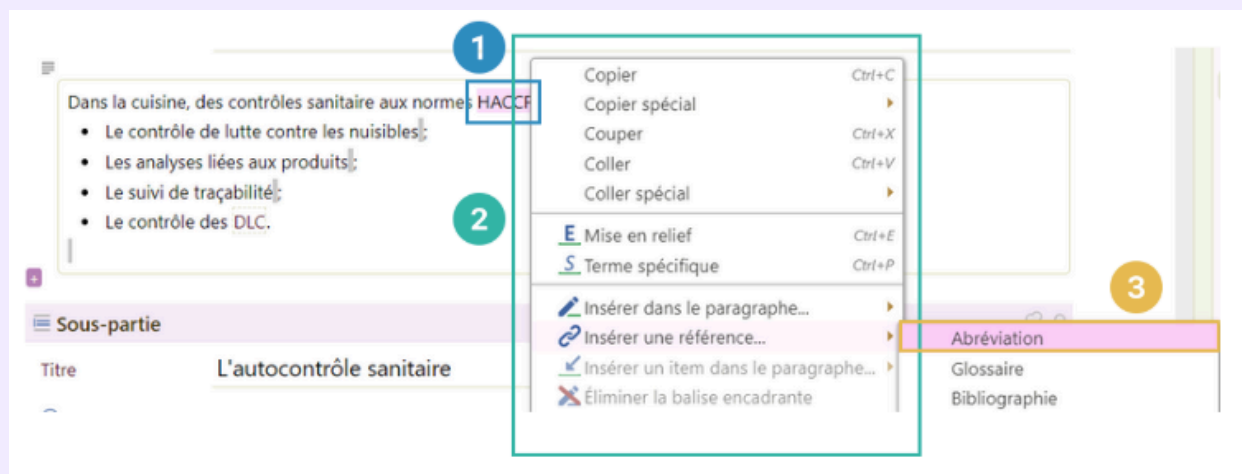 1
Dans la cuisine, des contrôles sanitaire aux normes HACCP
• Le contrôle de lutte contre les nuisibles ;
• Les analyses liées aux produits ;
• Le suivi de traçabilité ;
• Le contrôle des DLC.
Sous-partie
Titre L'autocontrôle sanitaire
2
Copier Ctrl+C
Copier spécial
Couper Ctrl+X
Coller Ctrl+V
Coller spécial
E Mise en relief Ctrl+E
S Terme spécifique Ctrl+P
Insérer dans le paragraphe...
Insérer une référence...
Insérer un item dans le paragraphe...
Éliminer la balise encadrante
3
Abréviation
Glossaire
Bibliographie